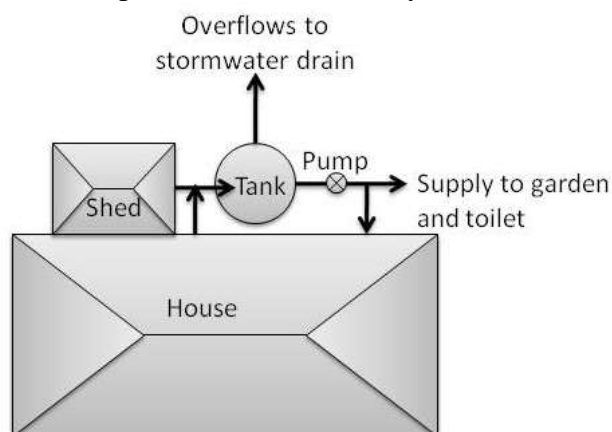 Overflows to
stormwater drain
Pump
Tank
Shed
Supply to garden
and toilet
House